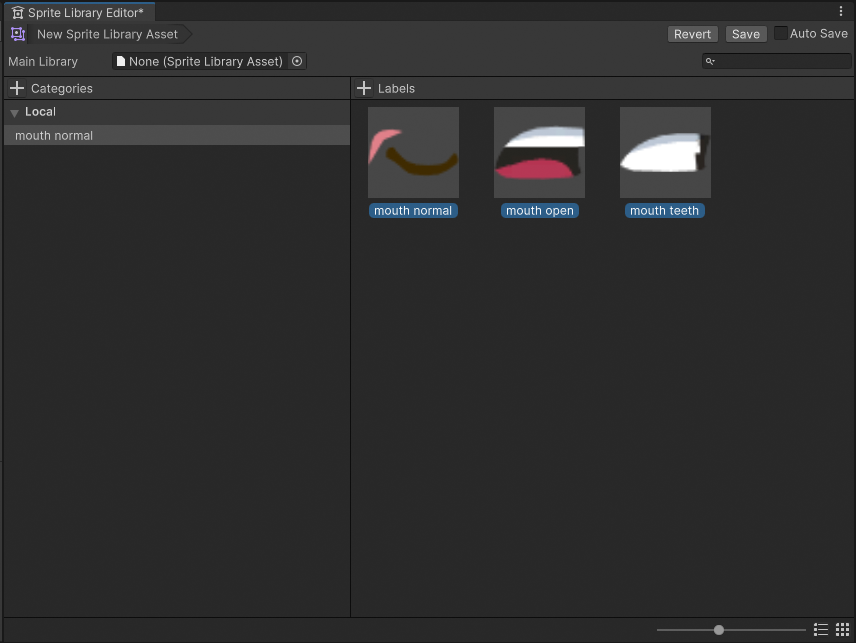 Sprite Library Editor*
New Sprite Library Asset
Revert
Save
Auto Save
Main Library
None (Sprite Library Asset)
Categories
Labels
Local
mouth normal
mouth normal
mouth open
mouth teeth